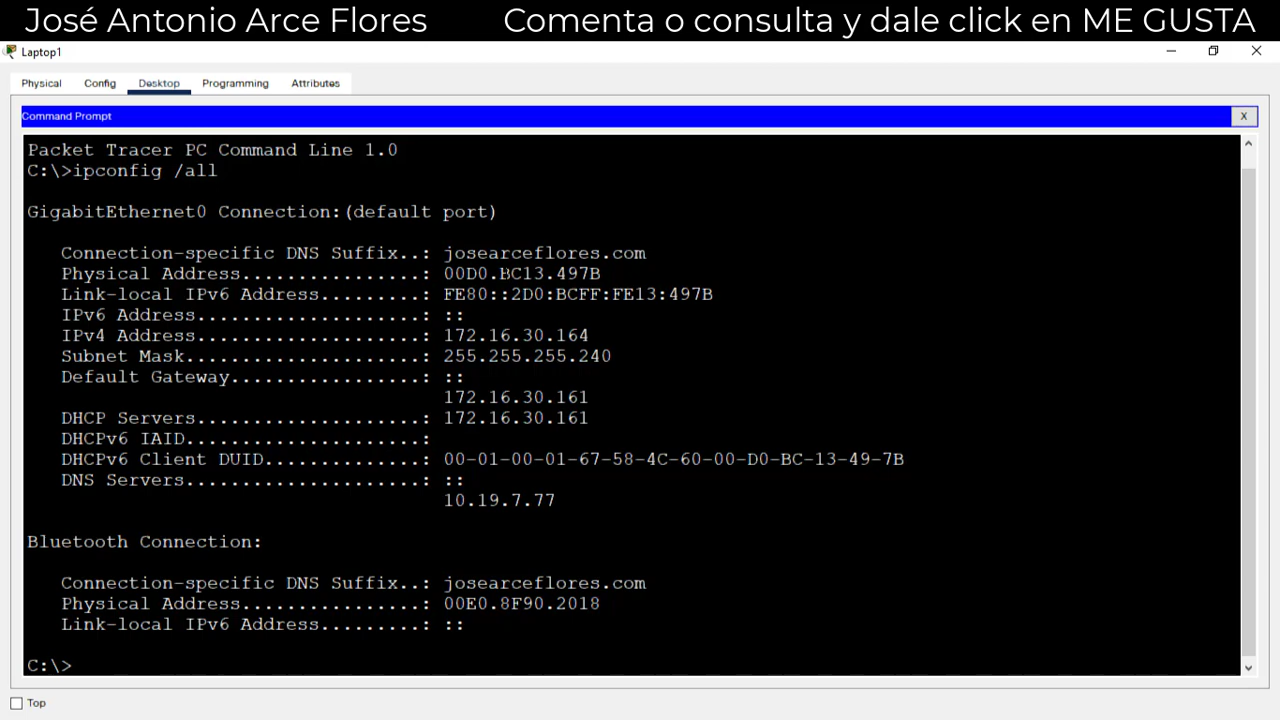 José Antonio Arce Flores Comenta o consulta y dale click en ME GUSTA
Laptop1
Physical Config Desktop Programming Attributes
Command Prompt X
Packet Tracer PC Command Line 1.0
C:\>ipconfig /all
GigabitEthernet0 Connection:(default port)
Connection-specific DNS Suffix..: josearceflores.com
Physical Address................: 00D0.BC13.497B
Link-local IPv6 Address.........: FE80::2D0:BCFF:FE13:497B
IPv6 Address....................: ::
IPv4 Address....................: 172.16.30.164
Subnet Mask.....................: 255.255.255.240
Default Gateway.................: ::
172.16.30.161
DHCP Servers....................: 172.16.30.161
DHCPv6 IAID.....................:
DHCPv6 Client DUID..............: 00-01-00-01-67-58-4C-60-00-D0-BC-13-49-7B
DNS Servers.....................: ::
10.19.7.77
Bluetooth Connection:
Connection-specific DNS Suffix..: josearceflores.com
Physical Address................: 00E0.8F90.2018
Link-local IPv6 Address.........: ::
C:\>
Top